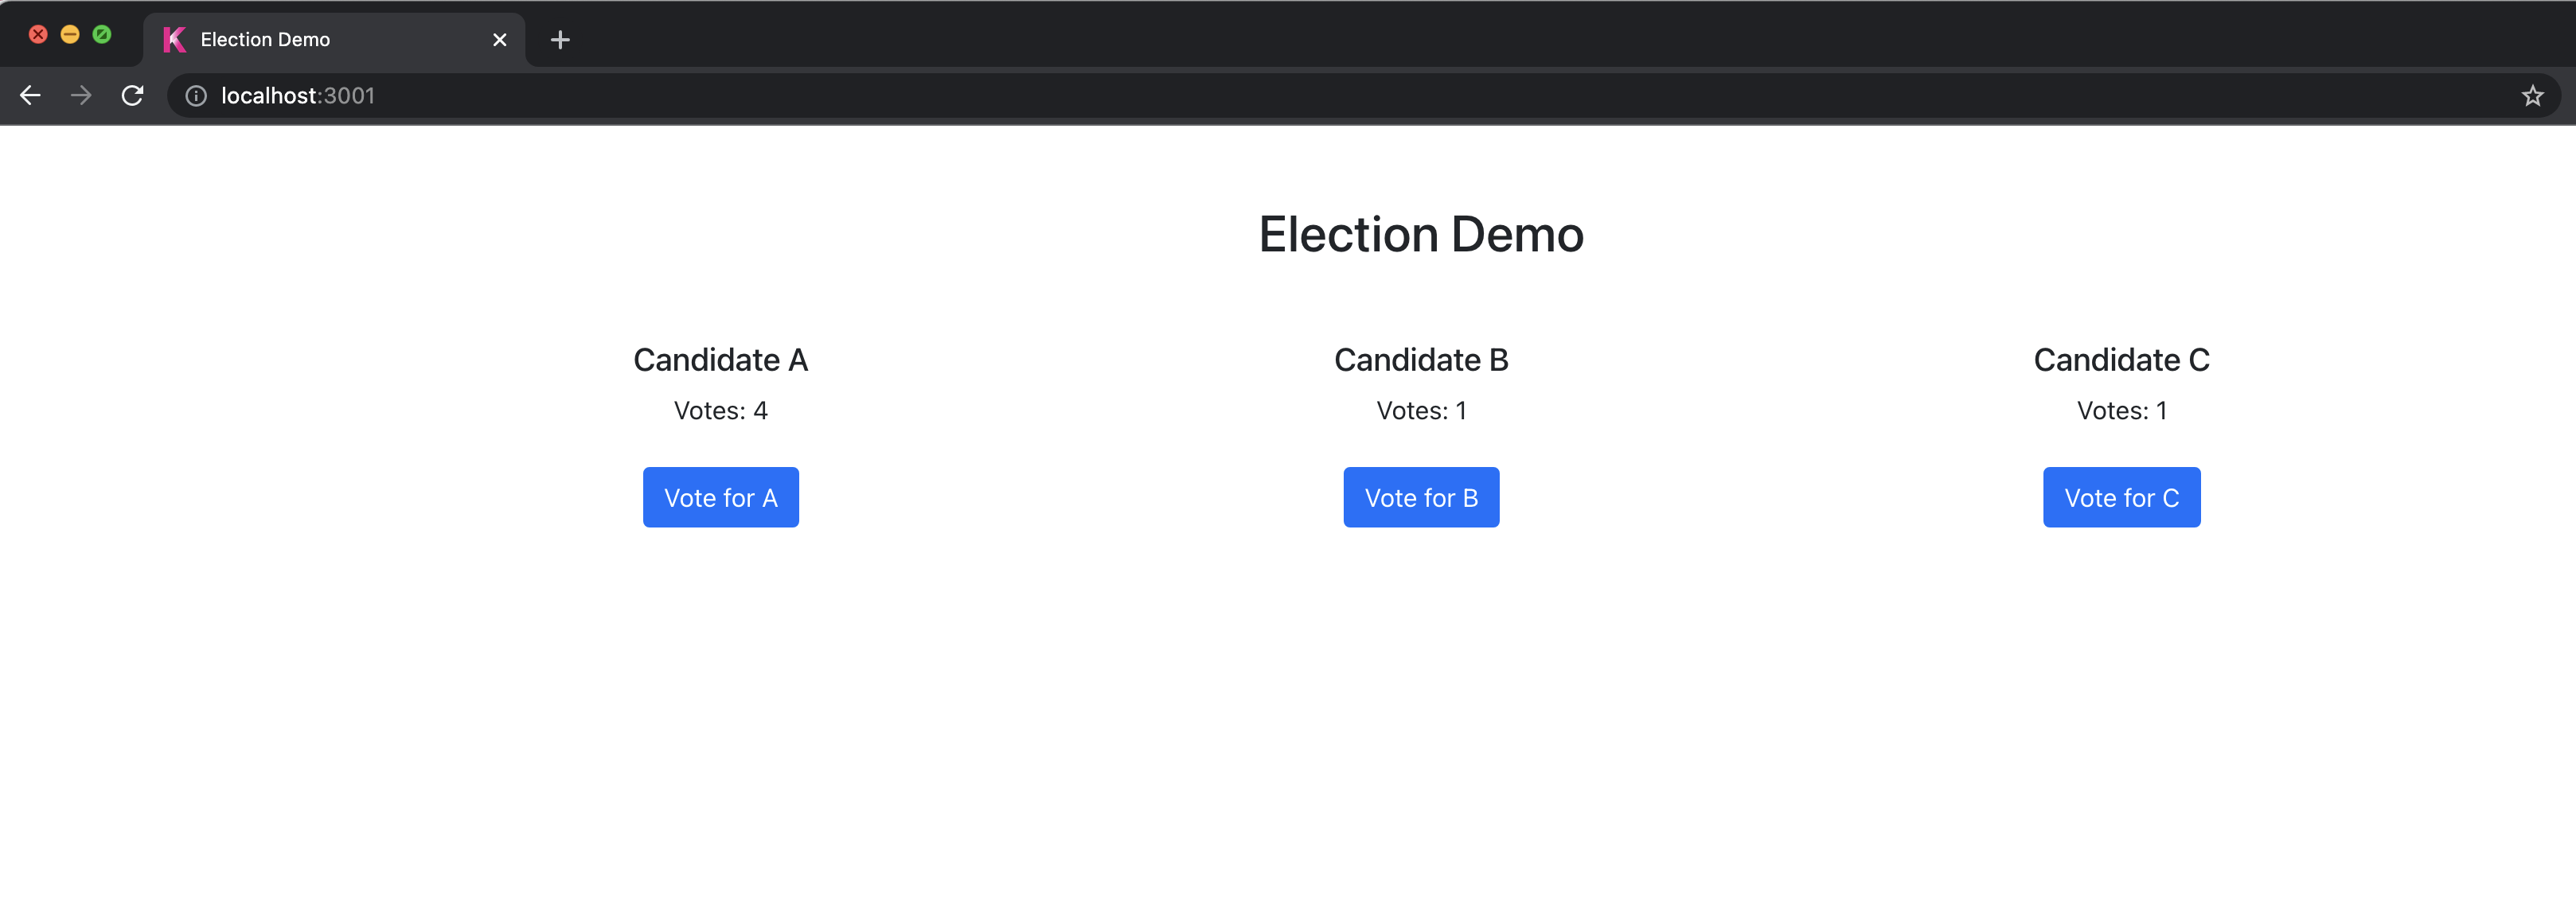 Election Demo
localhost:3001
Election Demo
Candidate A
Votes: 4
Vote for A
Candidate B
Votes: 1
Vote for B
Candidate C
Votes: 1
Vote for C